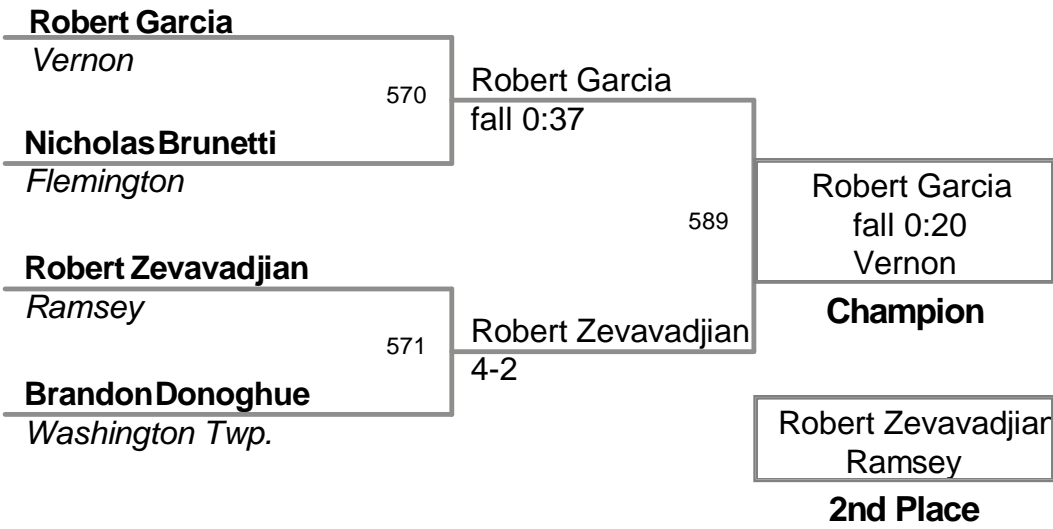 Robert Garcia
Vernon
570
Nicholas Brunetti
Flemington
Robert Garcia
fall 0:37
589
Robert Zevavadjian
Ramsey
571
Brandon Donoghue
Washington Twp.
Robert Zevavadjian
4-2
Robert Garcia
fall 0:20
Vernon
Champion
Robert Zevavadjian
Ramsey
2nd Place